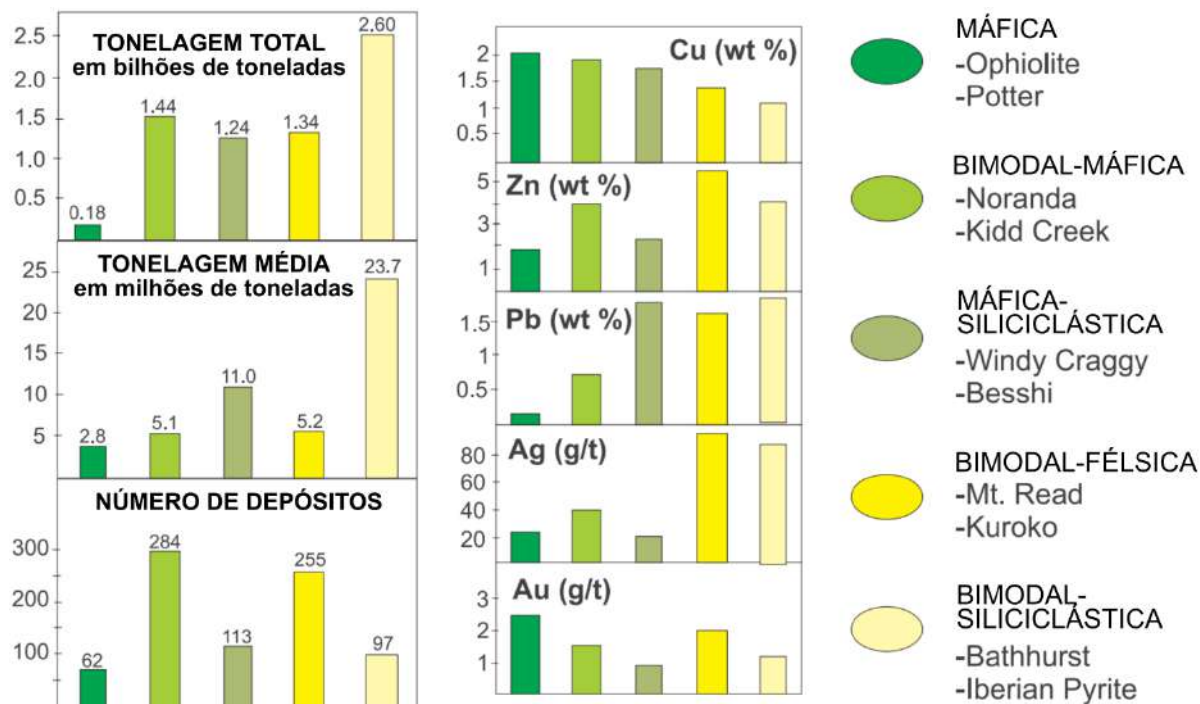 TONELAGEM TOTAL
em bilhões de toneladas
2.5
2.0
1.5
1.0
0.5
0.18
1.44
1.24
1.34
2.60
TONELAGEM MÉDIA
em milhões de toneladas
25
20
15
10
5
2.8
5.1
11.0
5.2
23.7
NÚMERO DE DEPÓSITOS
300
200
100
62
284
113
255
97
Cu (wt %)
2
1.5
1
0.5
Zn (wt %)
5
3
1
Pb (wt %)
1.5
1
0.5
Ag (g/t)
80
60
40
20
Au (g/t)
3
2
1
MÁFICA
-Ophiolite
-Potter
BIMODAL-MÁFICA
-Noranda
-Kidd Creek
MÁFICA-
SILICICLÁSTICA
-Windy Craggy
-Besshi
BIMODAL-FÉLSICA
-Mt. Read
-Kuroko
BIMODAL-
SILICICLÁSTICA
-Bathhurst
-Iberian Pyrite